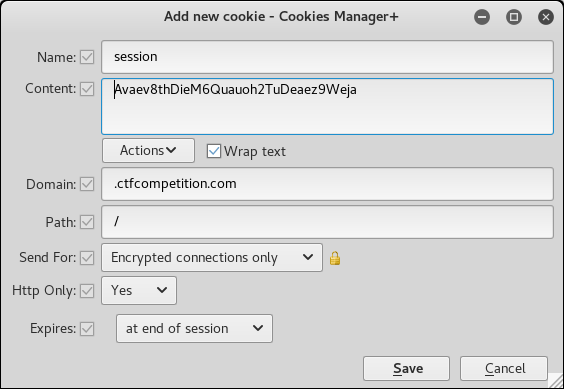 Add new cookie - Cookies Manager+
Name: session
Content: Avaev8thDieM6Quauoh2TuDeaez9Weja
Actions Wrap text
Domain: .ctfcompetition.com
Path: /
Send For: Encrypted connections only
Http Only: Yes
Expires: at end of session
Save Cancel